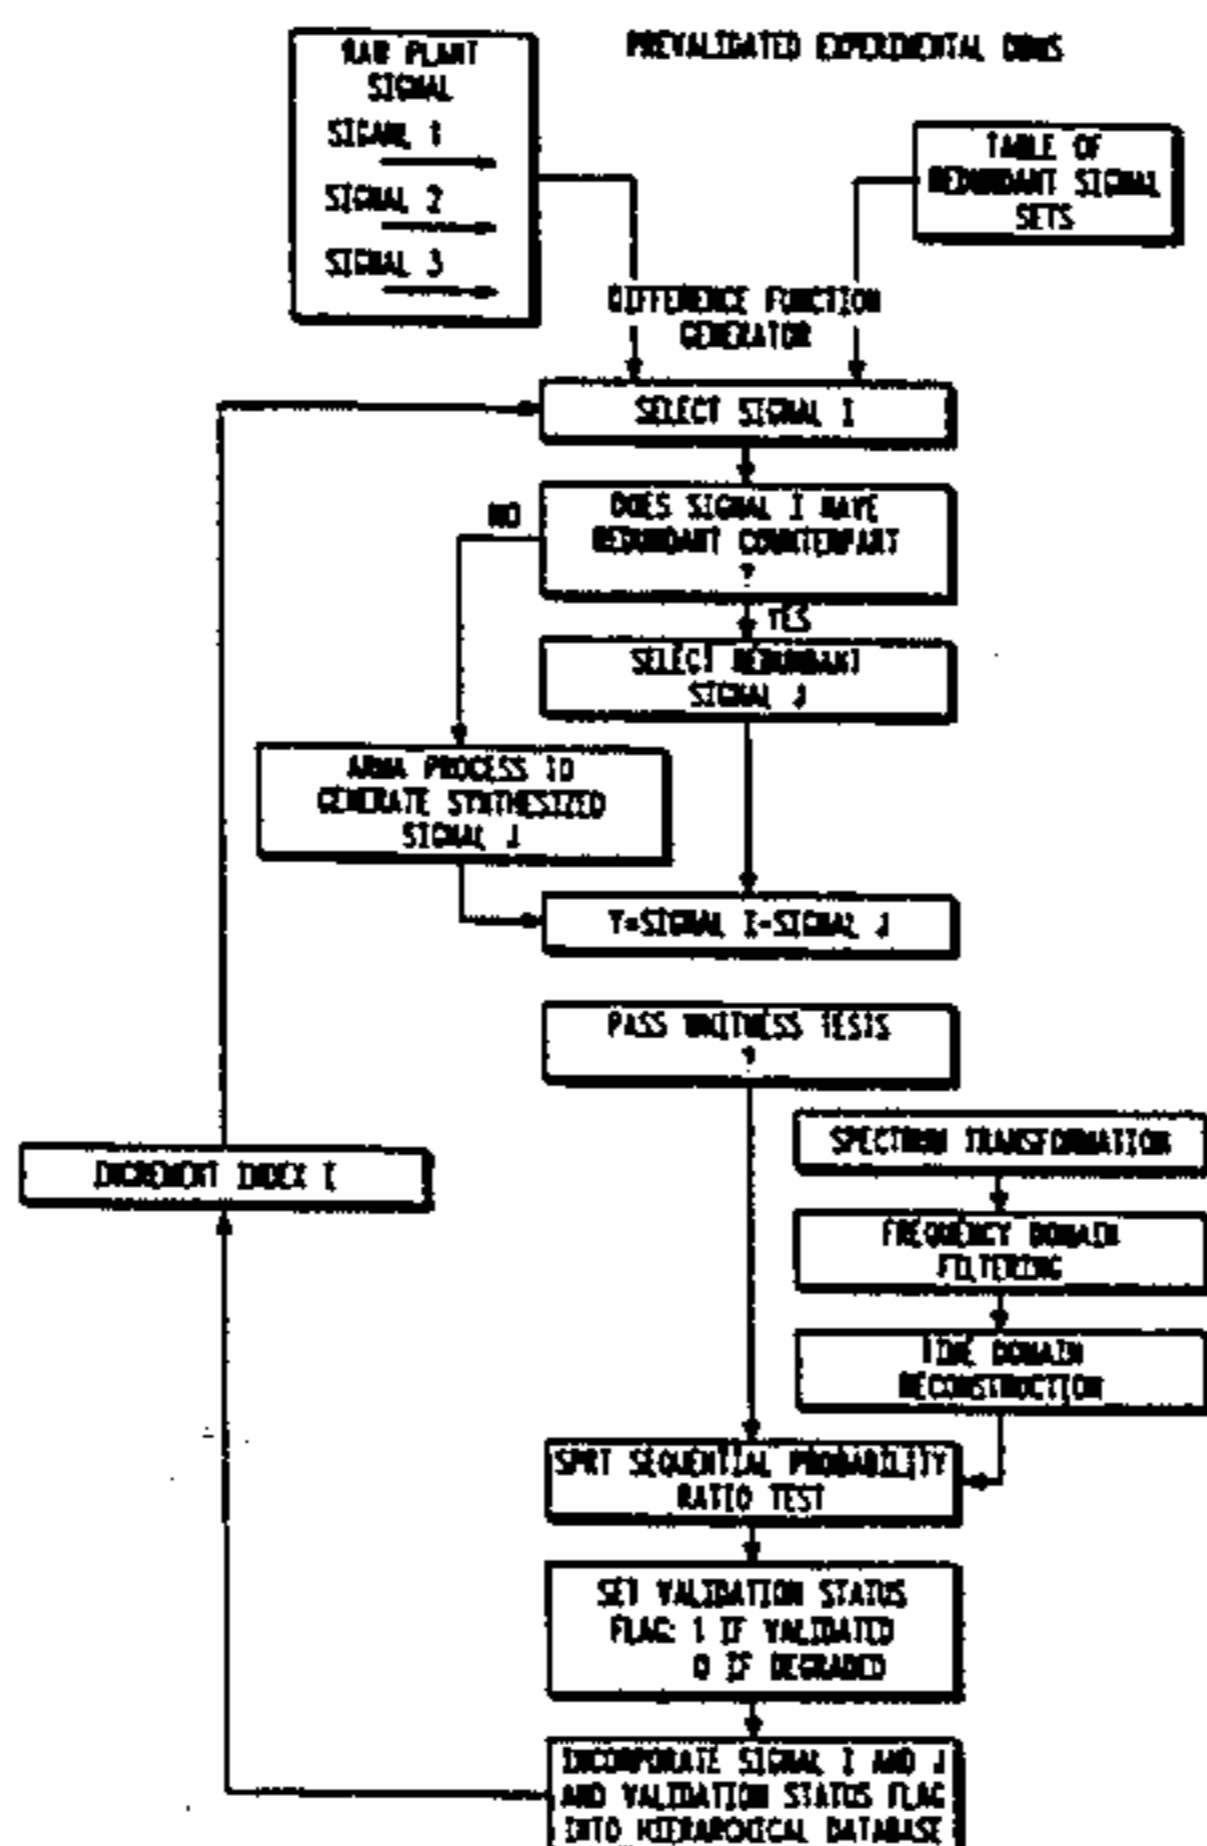 RAW PLANT
SIGNAL
SIGANL 1
SIGNAL 2
SIGNAL 3
PREVALIDATED EXPERIMENTAL DBMS
TABLE OF
REDUNDANT SIGNAL
SETS
DIFFERENCE FUNCTION
GENERATOR
SELECT SIGNAL I
DOES SIGNAL I HAVE
REDUNDANT COUNTERPART
?
NO
YES
SELECT REDUNDANT
SIGNAL J
ARMA PROCESS TO
GENERATE SYNTHESIZED
SIGNAL J
Y=SIGNAL I-SIGNAL J
PASS WHITNESS TESTS
?
SPECTRUM TRANSFORMATION
FREQUENCY DOMAIN
FILTERING
TIME DOMAIN
RECONSTRUCTION
INCREMENT INDEX I
SPRT SEQUENTIAL PROBABILITY
RATIO TEST
SET VALIDATION STATUS
FLAG: 1 IF VALIDATED
0 IF DEGRADED
INCORPORATE SIGNAL I AND J
AND VALIDATION STATUS FLAG
INTO HIERARCHICAL DATABASE